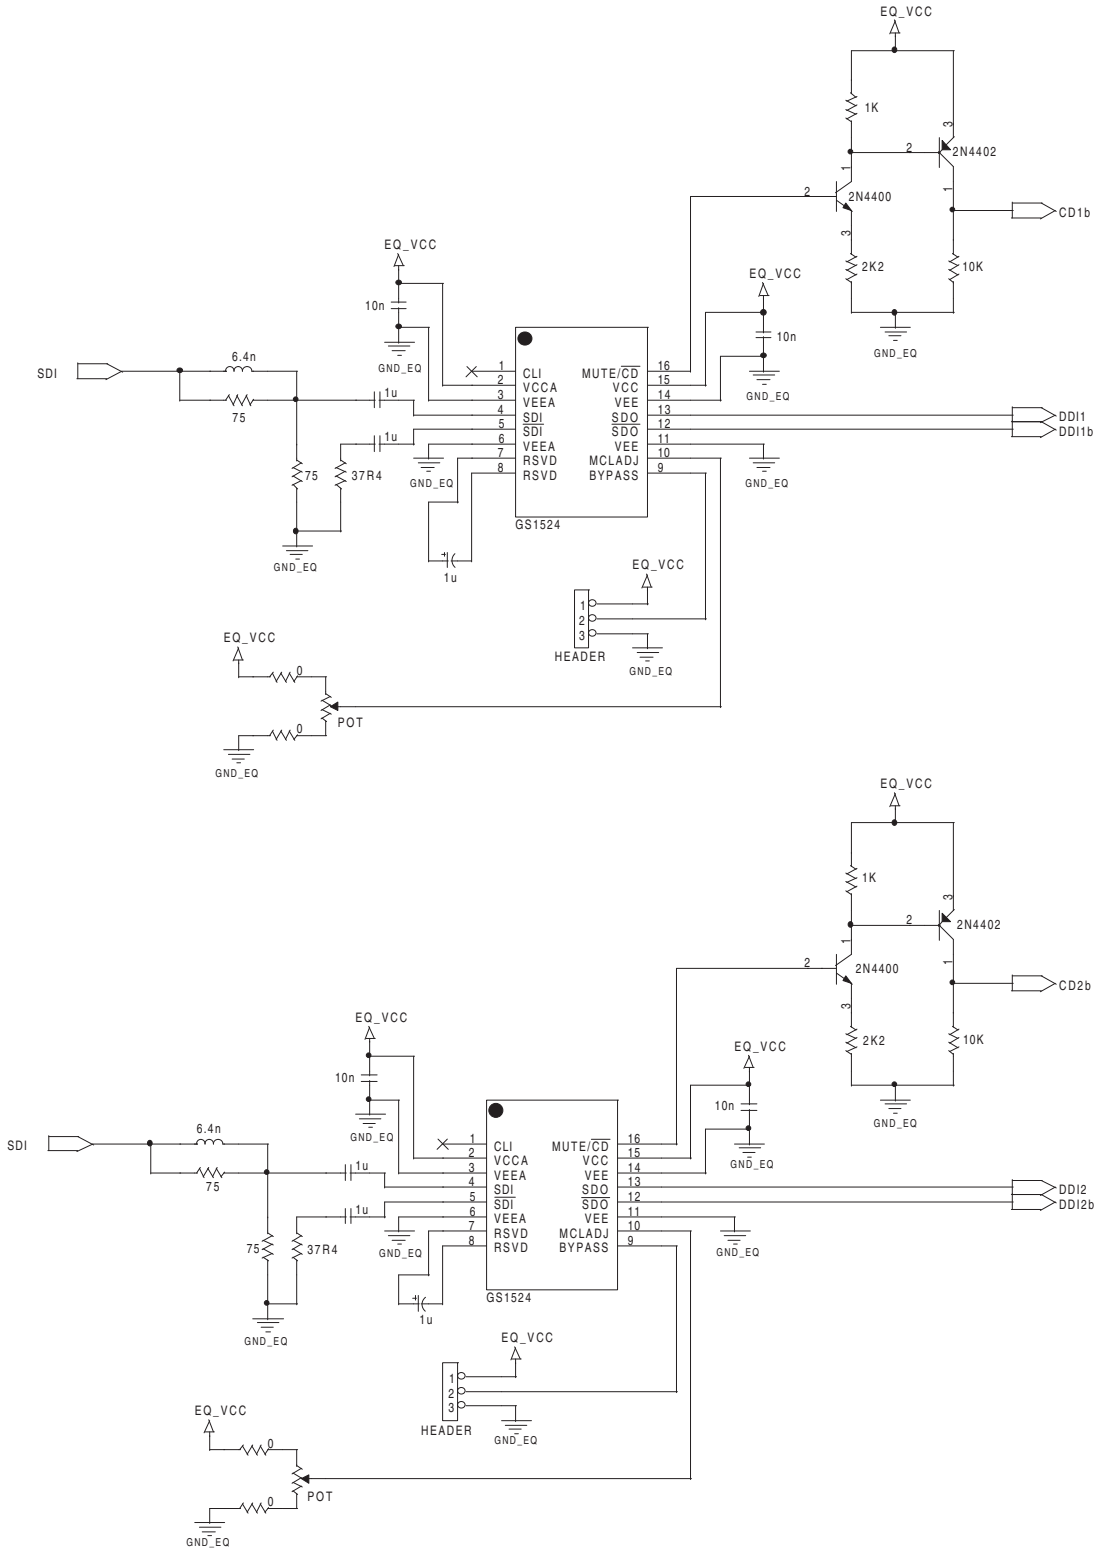 EQ_VCC
1K
3
2
2N4402
1
1
2
2N4400
CD1b
3
2K2
10K
GND_EQ
EQ_VCC
10n
GND_EQ
EQ_VCC
10n
GND_EQ
SDI
6.4n
75
1u
1u
75
37R4
GND_EQ
GND_EQ
1 CLI MUTE/CD 16
2 VCCA VCC 15
3 VEEA VEE 14
4 SDI SDO 13
5 SDI SDO 12
6 VEEA VEE 11
7 RSVD MCLADJ 10
8 RSVD BYPASS 9
GS1524
DDI1
DDI1b
GND_EQ
+
1u
EQ_VCC
1
2
3
HEADER
GND_EQ
EQ_VCC
0
POT
0
GND_EQ
EQ_VCC
1K
3
2
2N4402
1
1
2
2N4400
CD2b
3
2K2
10K
GND_EQ
EQ_VCC
10n
GND_EQ
EQ_VCC
10n
GND_EQ
SDI
6.4n
75
1u
1u
75
37R4
GND_EQ
GND_EQ
1 CLI MUTE/CD 16
2 VCCA VCC 15
3 VEEA VEE 14
4 SDI SDO 13
5 SDI SDO 12
6 VEEA VEE 11
7 RSVD MCLADJ 10
8 RSVD BYPASS 9
GS1524
DDI2
DDI2b
GND_EQ
+
1u
EQ_VCC
1
2
3
HEADER
GND_EQ
EQ_VCC
0
POT
0
GND_EQ